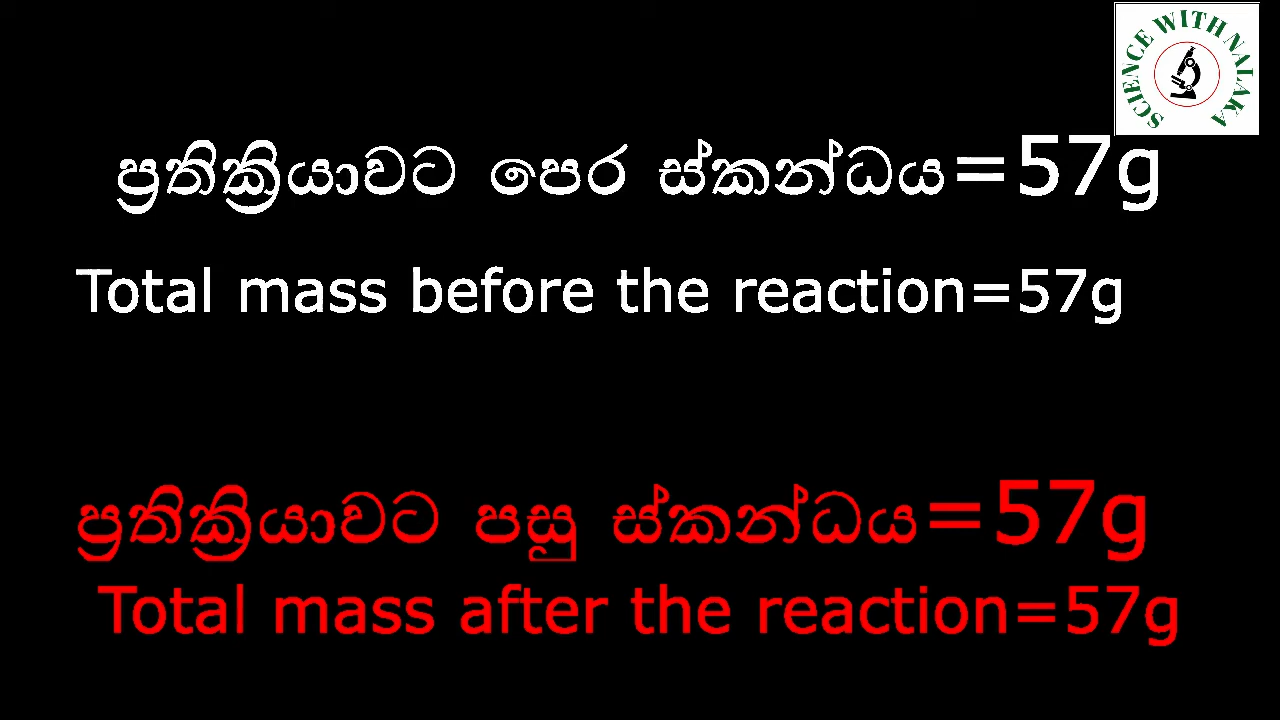 SCIENCE WITH NALAKA
ප්‍රතික්‍රියාවට පෙර ස්කන්ධය=57g
Total mass before the reaction=57g
ප්‍රතික්‍රියාවට පසු ස්කන්ධය=57g
Total mass after the reaction=57g